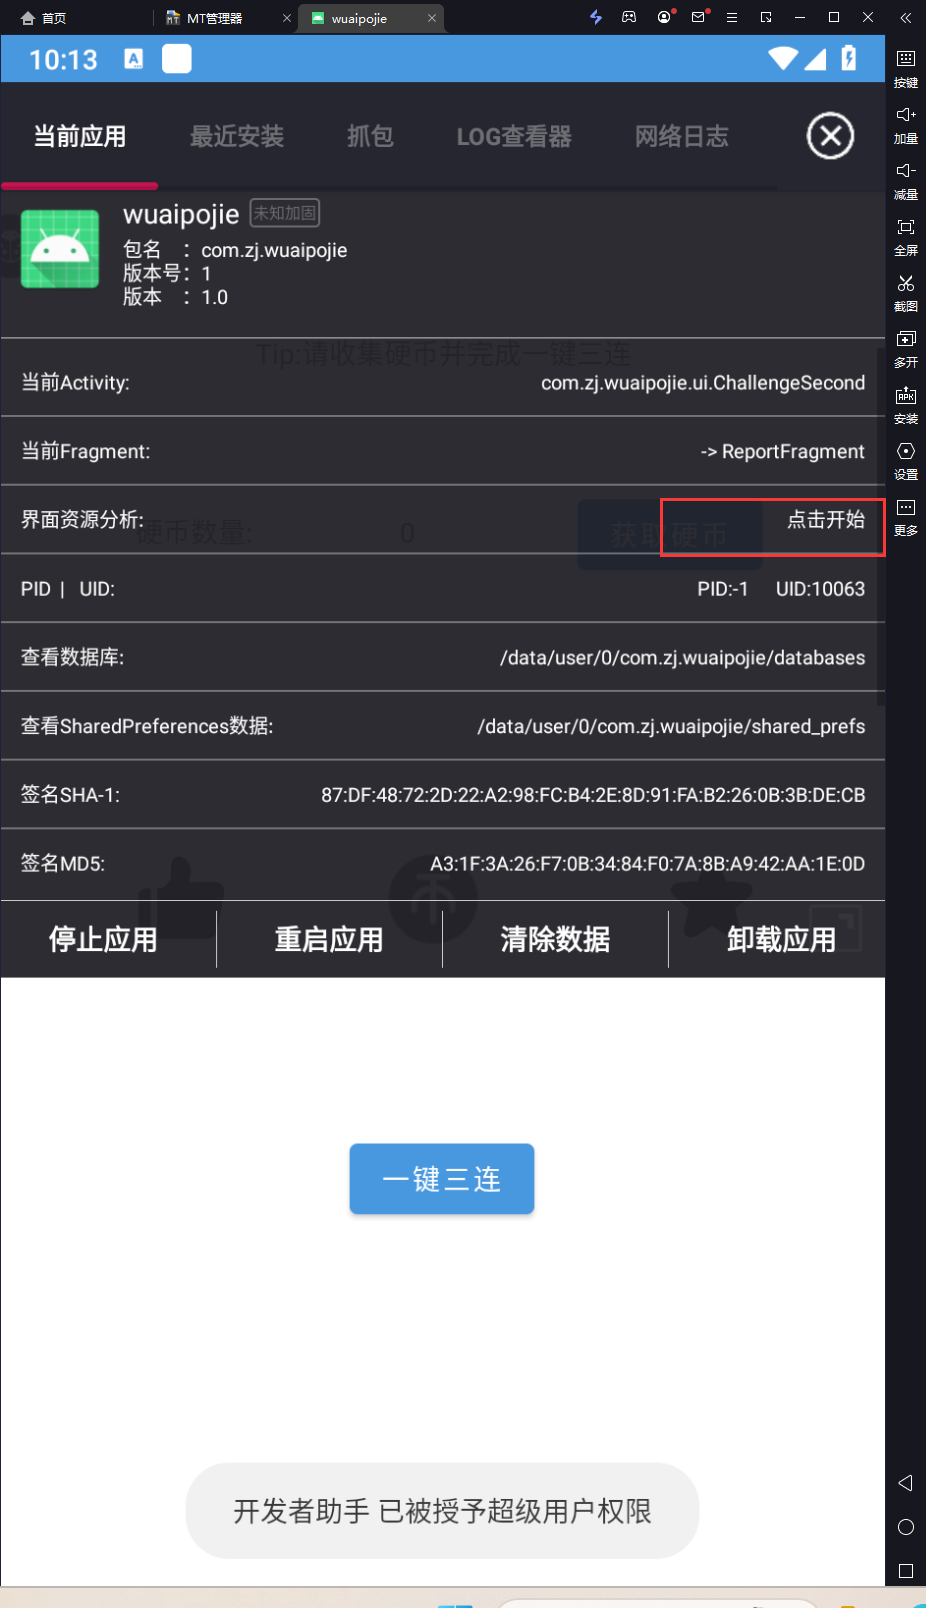 首页
MT管理器
wuaipojie
10:13
A
按键
加量
减量
全屏
截图
多开
APK
安装
设置
更多
当前应用
最近安装
抓包
LOG查看器
网络日志
wuaipojie
未知加固
包名 ： com.zj.wuaipojie
版本号： 1
版本 ： 1.0
Tip:请收集硬币并完成一键三连
当前Activity:
com.zj.wuaipojie.ui.ChallengeSecond
当前Fragment:
-> ReportFragment
界面资源分析:
点击开始
硬币数量:
0
获取硬币
PID | UID:
PID:-1 UID:10063
查看数据库:
/data/user/0/com.zj.wuaipojie/databases
查看SharedPreferences数据:
/data/user/0/com.zj.wuaipojie/shared_prefs
签名SHA-1:
87:DF:48:72:2D:22:A2:98:FC:B4:2E:8D:91:FA:B2:26:0B:3B:DE:CB
签名MD5:
A3:1F:3A:26:F7:0B:34:84:F0:7A:8B:A9:42:AA:1E:0D
停止应用
重启应用
清除数据
卸载应用
一键三连
开发者助手 已被授予超级用户权限